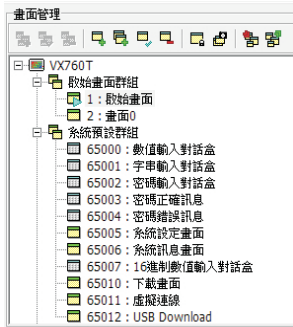 畫面管理
VX760T
啟始畫面群組
1：啟始畫面
2：畫面0
系統預設群組
65000：數值輸入對話盒
65001：字串輸入對話盒
65002：密碼輸入對話盒
65003：密碼正確訊息
65004：密碼錯誤訊息
65005：系統設定畫面
65006：系統訊息畫面
65007：16進制數值輸入對話盒
65010：下載畫面
65011：虛擬連線
65012：USB Download